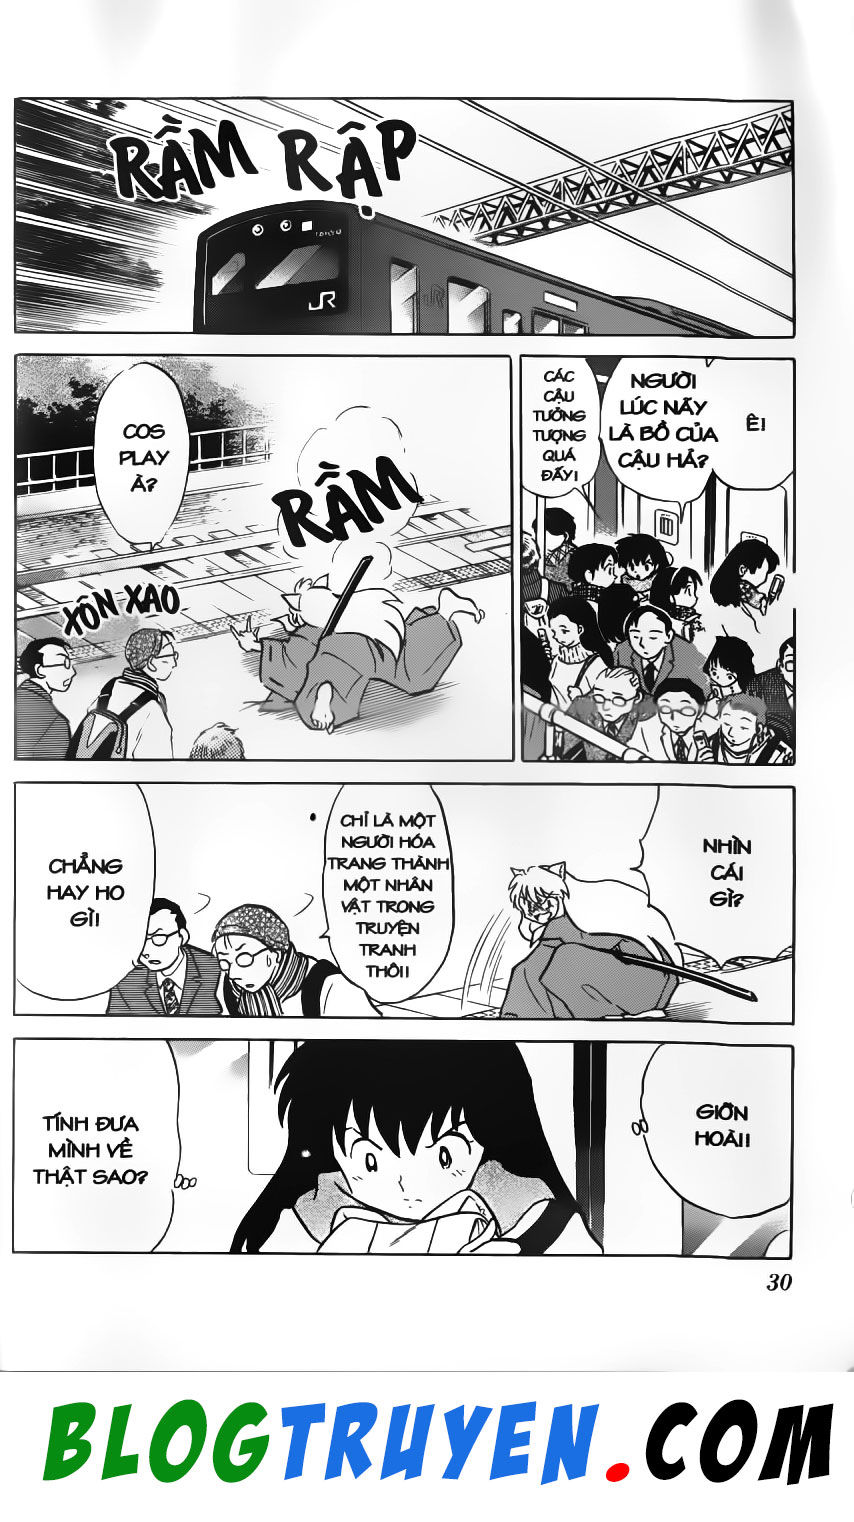 RẦM RẬP
JR
JR
Ê!
NGƯỜI
LÚC NÃY
LÀ BỒ CỦA
CẬU HẢ?
CÁC
CẬU
TƯỞNG
TƯỢNG
QUÁ
ĐẤY!
RẦM
COS
PLAY
À?
XÔN XAO
NHÌN
CÁI
GÌ?
CHỈ LÀ MỘT
NGƯỜI HÓA
TRANG THÀNH
MỘT NHÂN
VẬT TRONG
TRUYỆN
TRANH
THÔI!
CHẲNG
HAY HO
GÌ!
GIỠN
HOÀI!
TÍNH ĐƯA
MÌNH VỀ
THẬT SAO?
30
BLOGTRUYEN.COM